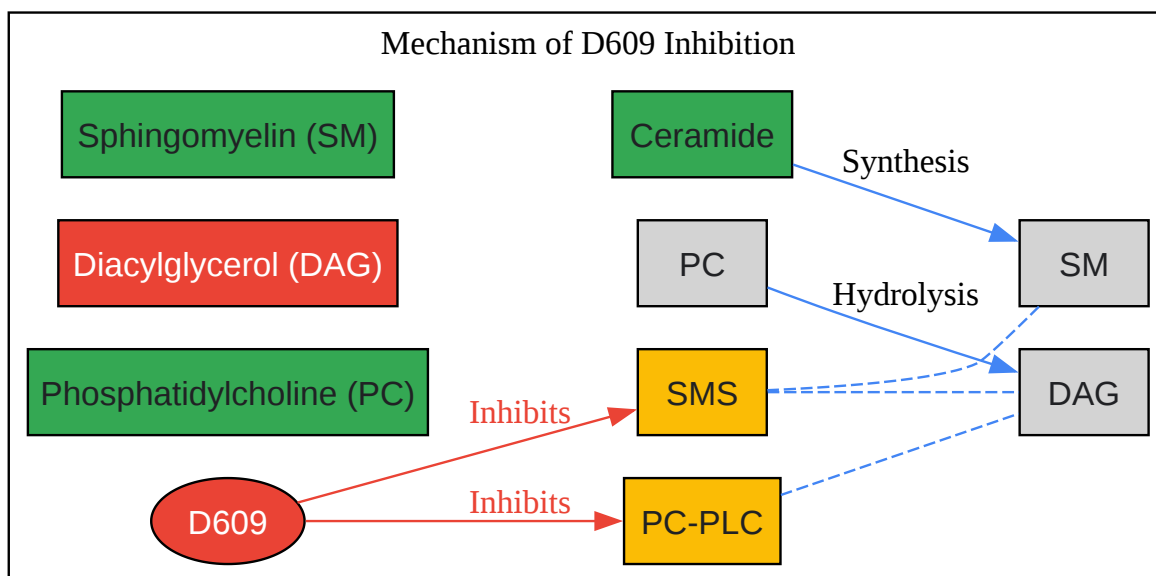 Mechanism of D609 Inhibition
Sphingomyelin (SM)
Ceramide
Synthesis
Diacylglycerol (DAG)
PC
SM
Hydrolysis
Phosphatidylcholine (PC)
SMS
DAG
Inhibits
D609
Inhibits
PC-PLC